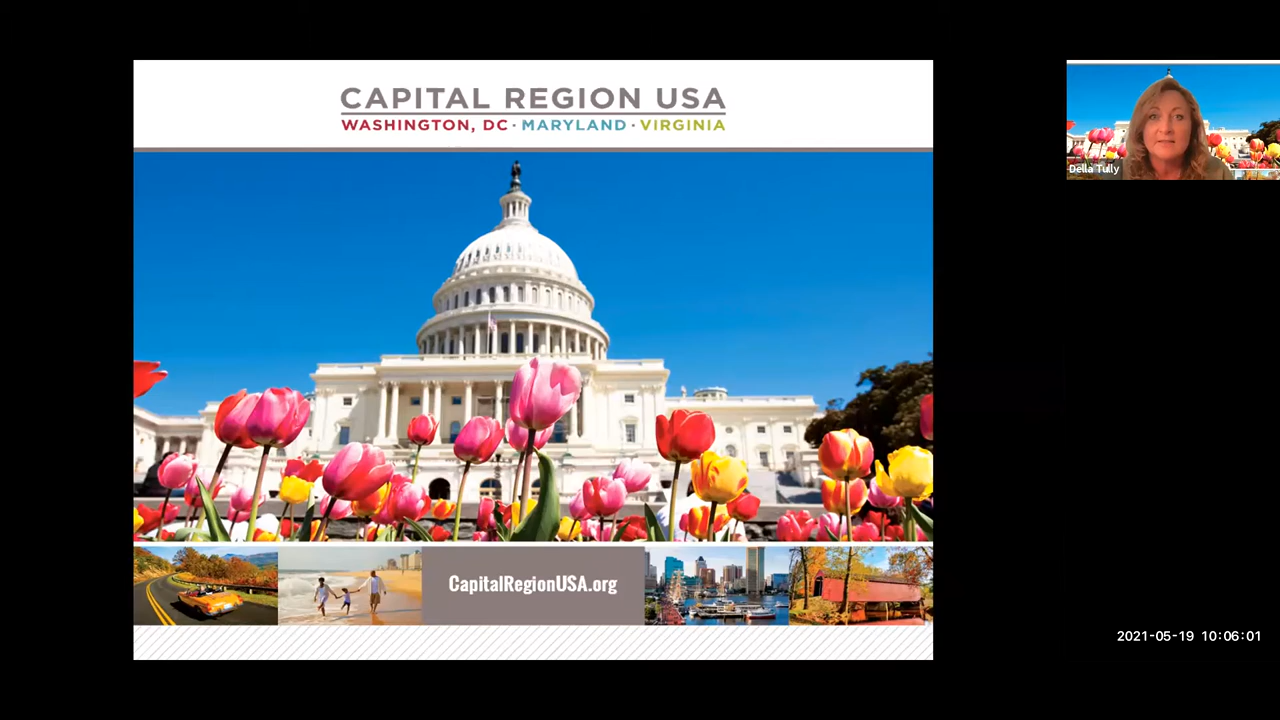 CAPITAL REGION USA
WASHINGTON, DC · MARYLAND · VIRGINIA
Della Tully
CapitalRegionUSA.org
2021-05-19 10:06:01